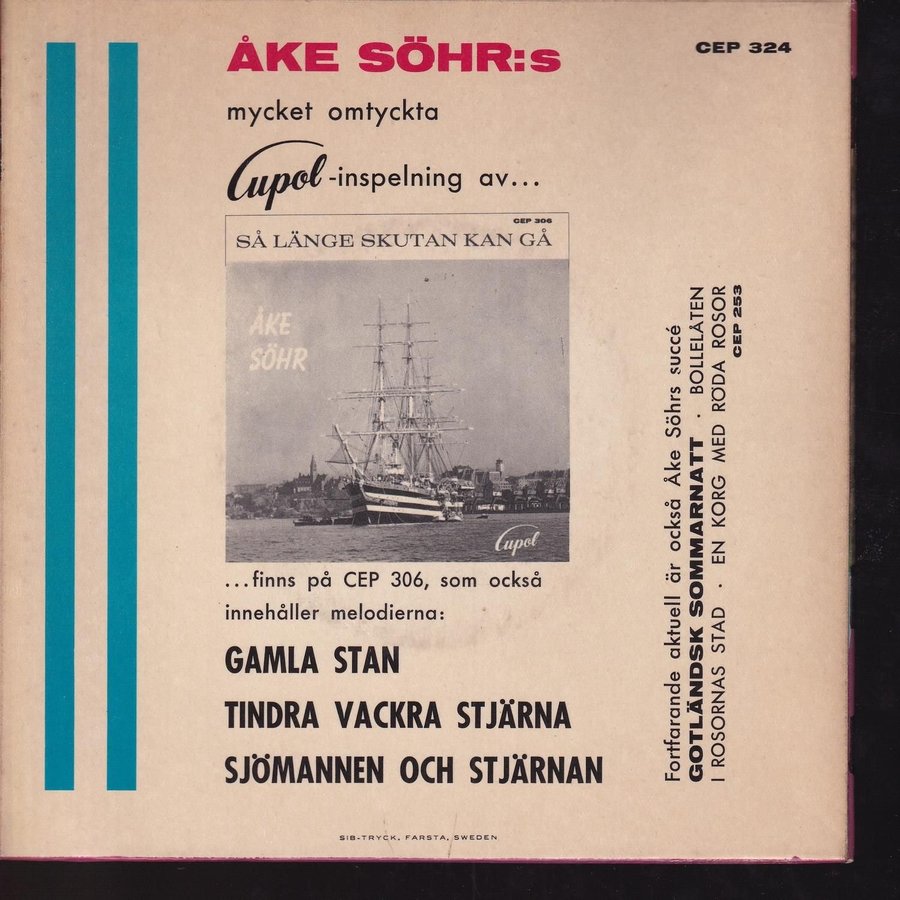 ÅKE SÖHR:s
CEP 324
mycket omtyckta
Cupol-inspelning av...
CEP 306
SÅ LÄNGE SKUTAN KAN GÅ
ÅKE
SÖHR
Cupol
...finns på CEP 306, som också
innehåller melodierna:
GAMLA STAN
TINDRA VACKRA STJÄRNA
SJÖMANNEN OCH STJÄRNAN
Fortfarande aktuell är också Åke Söhrs succé
GOTLÄNDSK SOMMARNATT · BOLLELÅTEN
I ROSORNAS STAD · EN KORG MED RÖDA ROSOR
CEP 253
SIB-TRYCK, FARSTA, SWEDEN